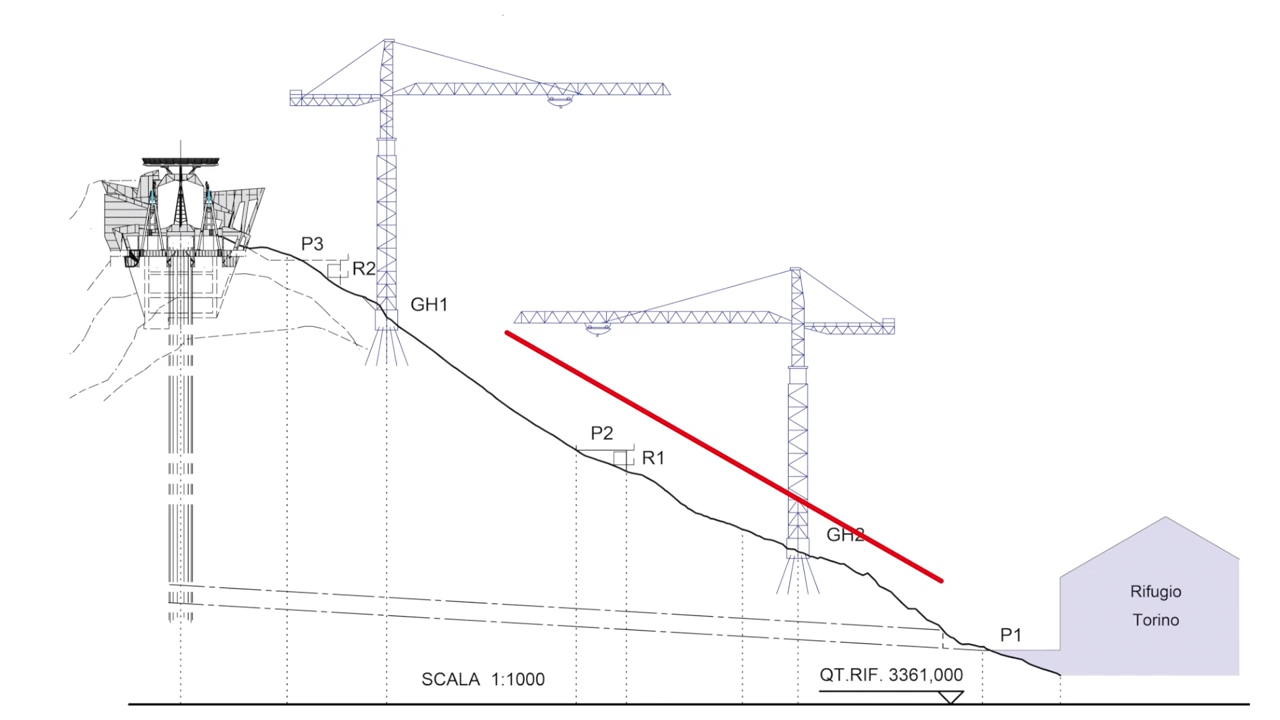 P3
R2
GH1
P2
R1
GH2
Rifugio
Torino
P1
SCALA 1:1000
QT.RIF. 3361,000